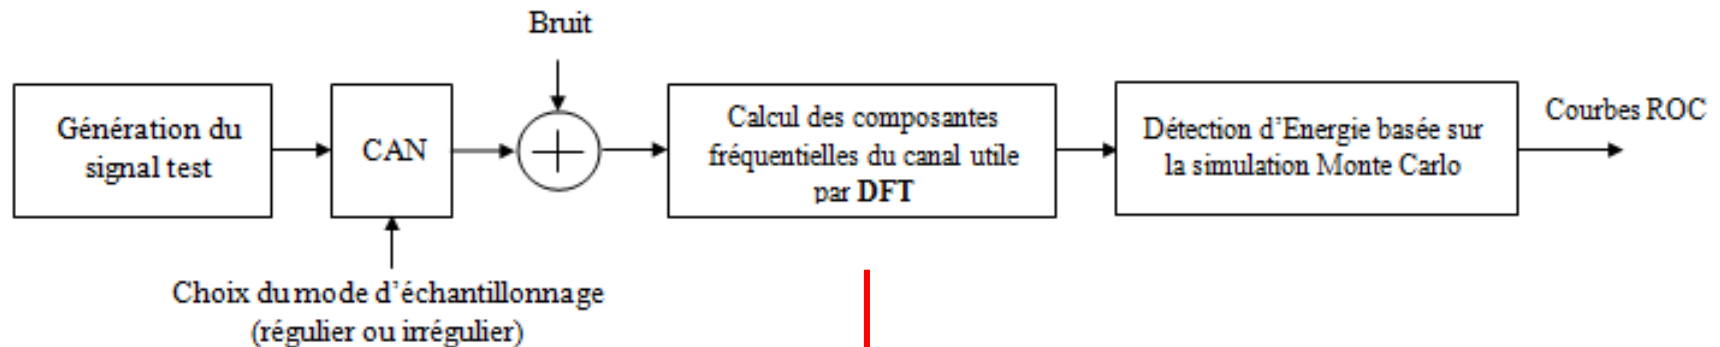 Bruit
Génération du
signal test
CAN
Calcul des composantes
fréquentielles du canal utile
par DFT
Détection d'Energie basée sur
la simulation Monte Carlo
Courbes ROC
Choix du mode d'échantillonnage
(régulier ou irrégulier)